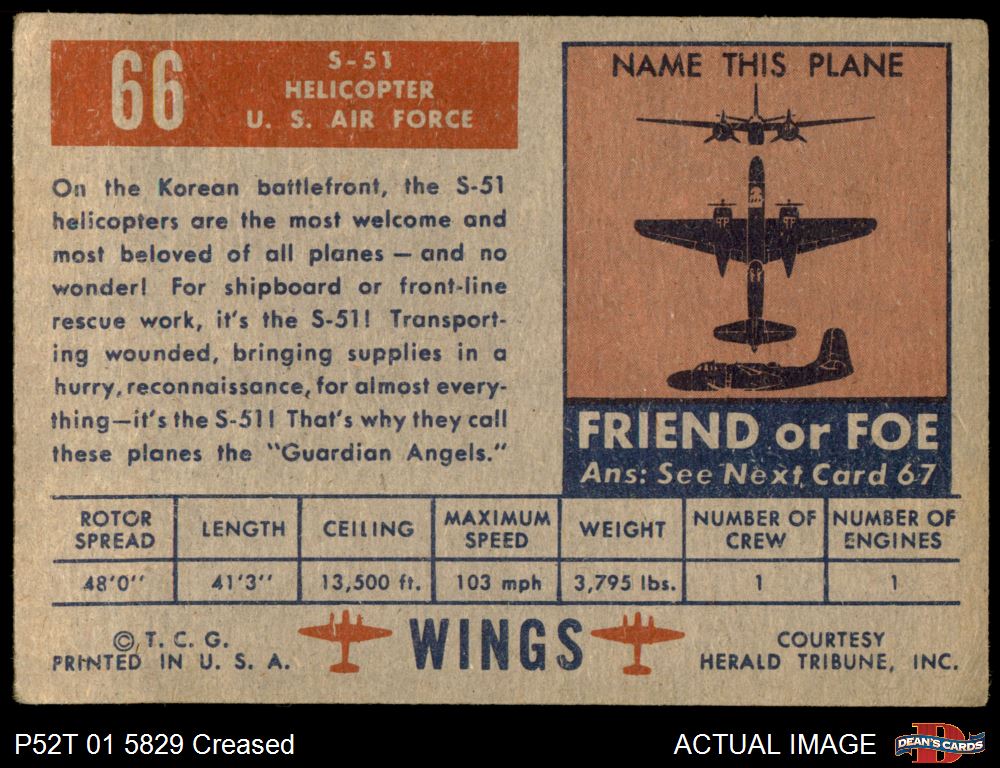 66
S-51
HELICOPTER
U. S. AIR FORCE
On the Korean battlefront, the S-51
helicopters are the most welcome and
most beloved of all planes — and no
wonder! For shipboard or front-line
rescue work, it's the S-51! Transport-
ing wounded, bringing supplies in a
hurry, reconnaissance, for almost every-
thing—it's the S-51! That's why they call
these planes the "Guardian Angels."
NAME THIS PLANE
FRIEND or FOE
Ans: See Next Card 67
ROTOR SPREAD LENGTH CEILING MAXIMUM SPEED WEIGHT NUMBER OF CREW NUMBER OF ENGINES
48'0" 41'3" 13,500 ft. 103 mph 3,795 lbs. 1 1
© T. C. G.
PRINTED IN U. S. A.
WINGS
COURTESY
HERALD TRIBUNE, INC.
P52T 01 5829 Creased
ACTUAL IMAGE
D
DEAN'S CARDS